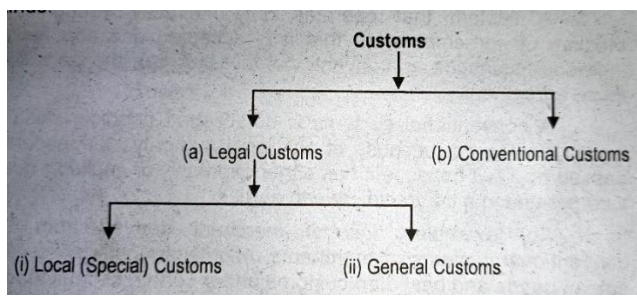 Customs
(a) Legal Customs (b) Conventional Customs
(i) Local (Special) Customs (ii) General Customs